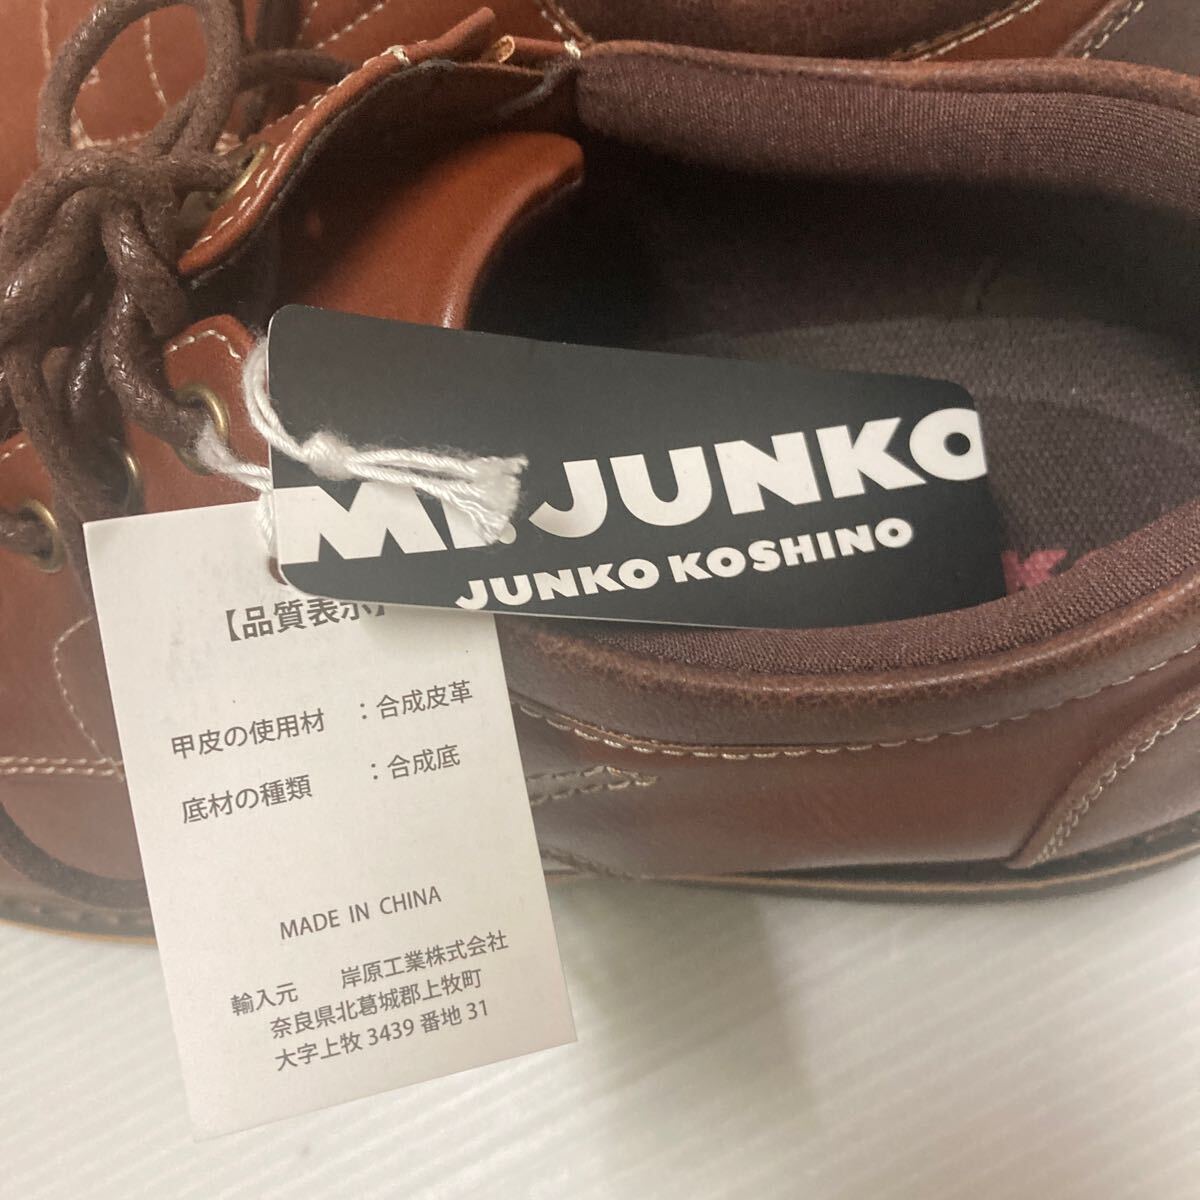 Mr.JUNKO
JUNKO KOSHINO
【品質表示】
甲皮の使用材 ：合成皮革
底材の種類 ：合成底
MADE IN CHINA
輸入元 岸原工業株式会社
奈良県北葛城郡上牧町
大字上牧 3439 番地 31